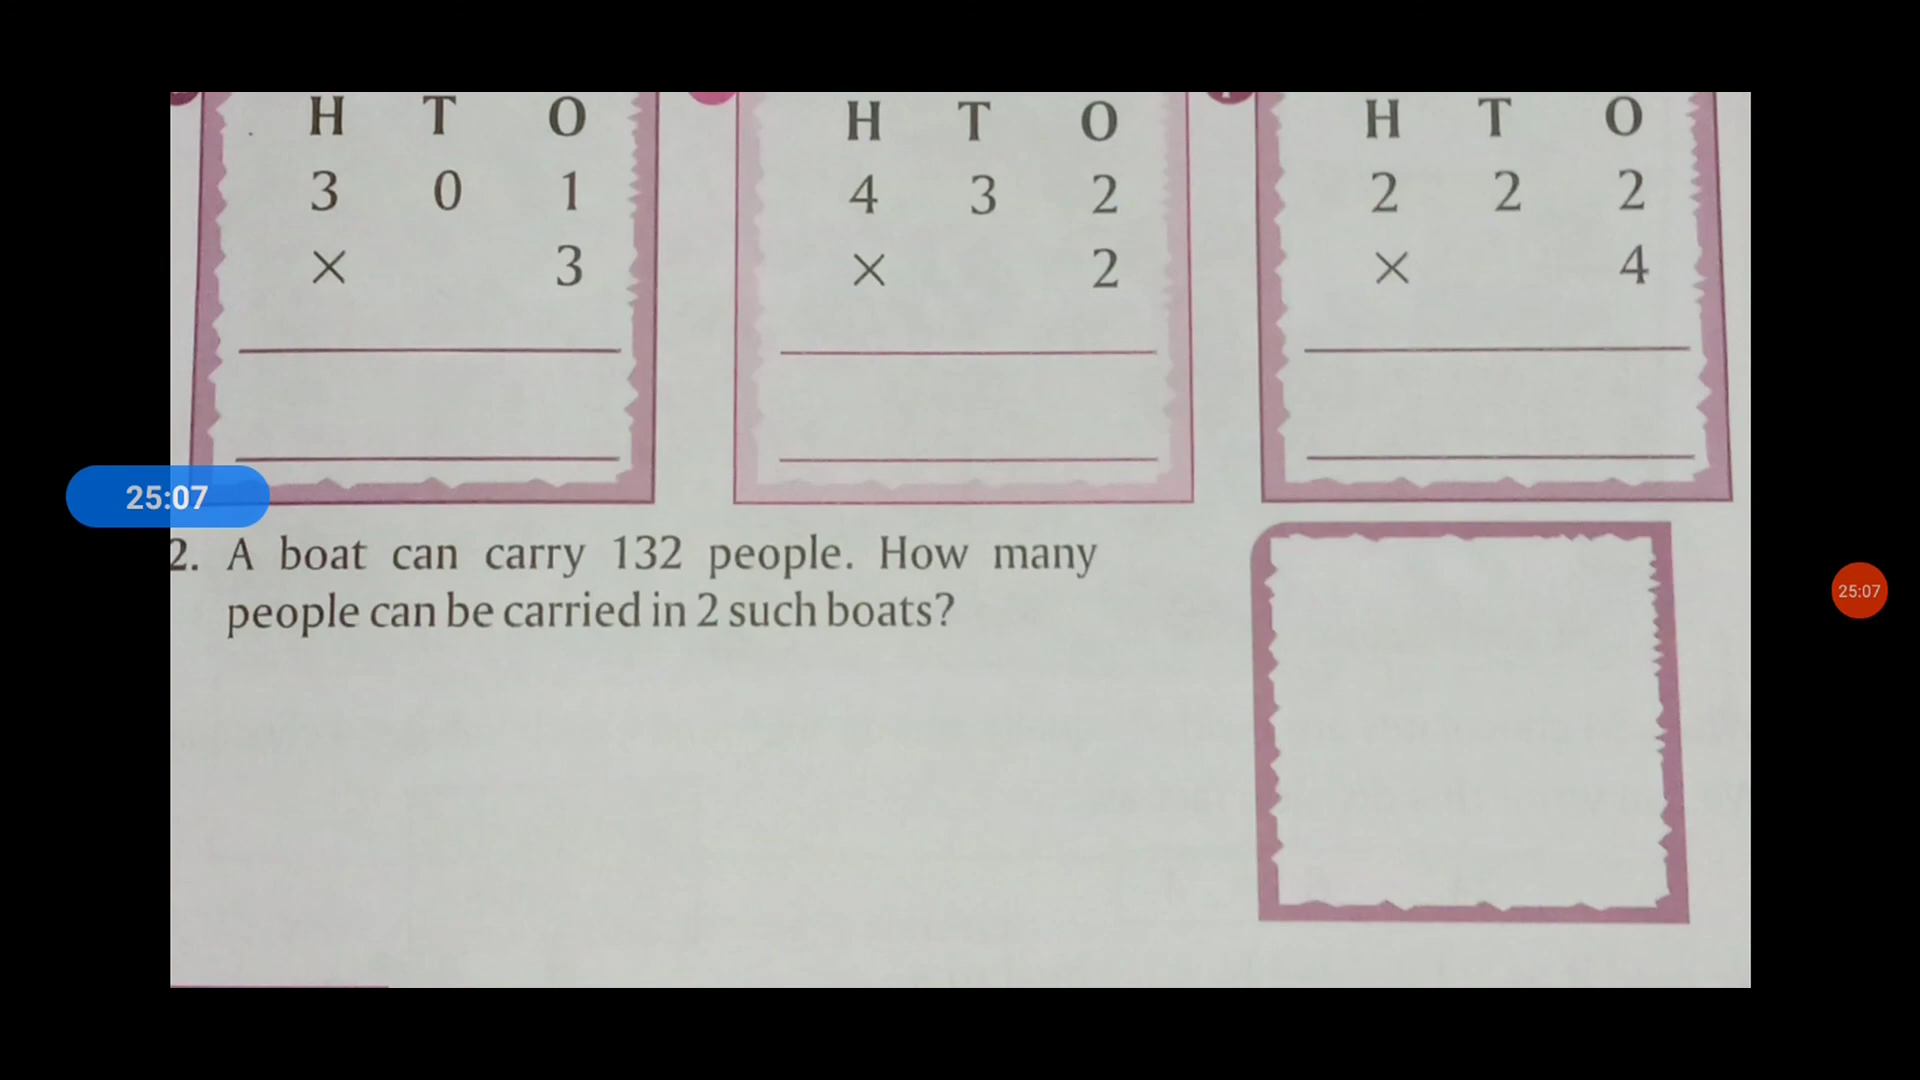 H T O H T O H T O
3 0 1 4 3 2 2 2 2
× 3 × 2 × 4
25:07
2. A boat can carry 132 people. How many
people can be carried in 2 such boats?
25:07